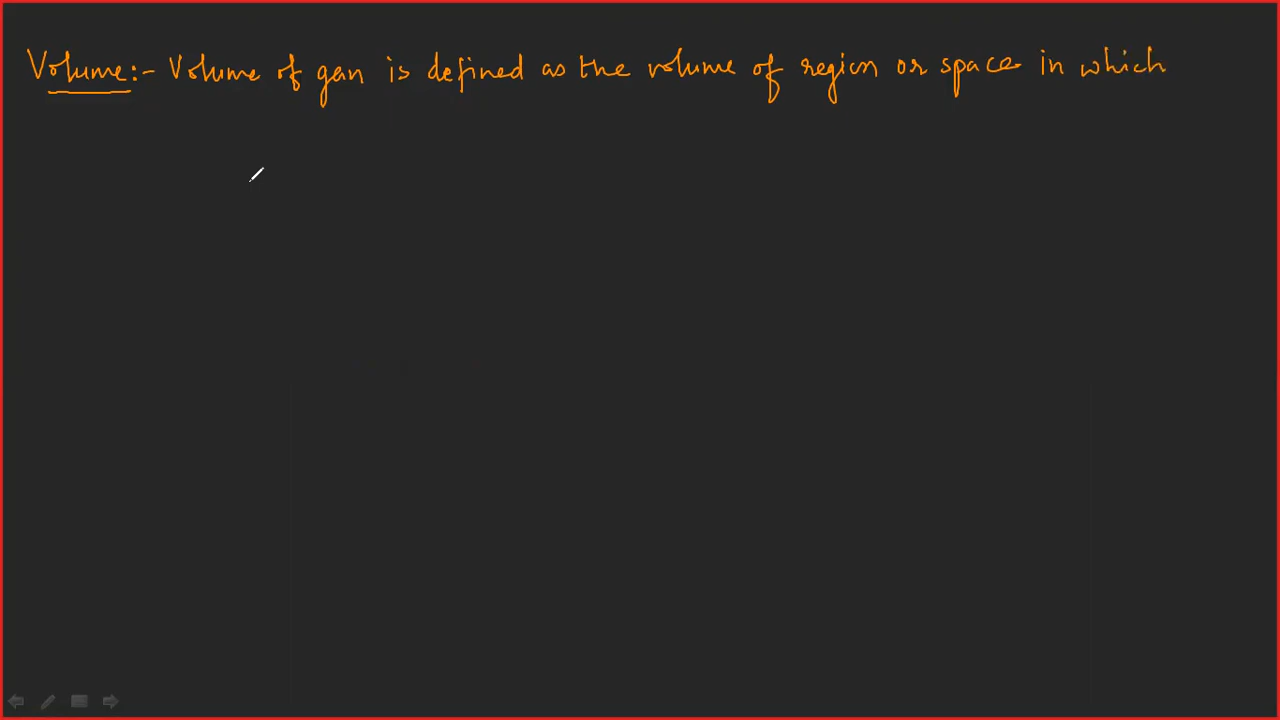 Volume:- Volume of gas is defined as the volume of region or space in which